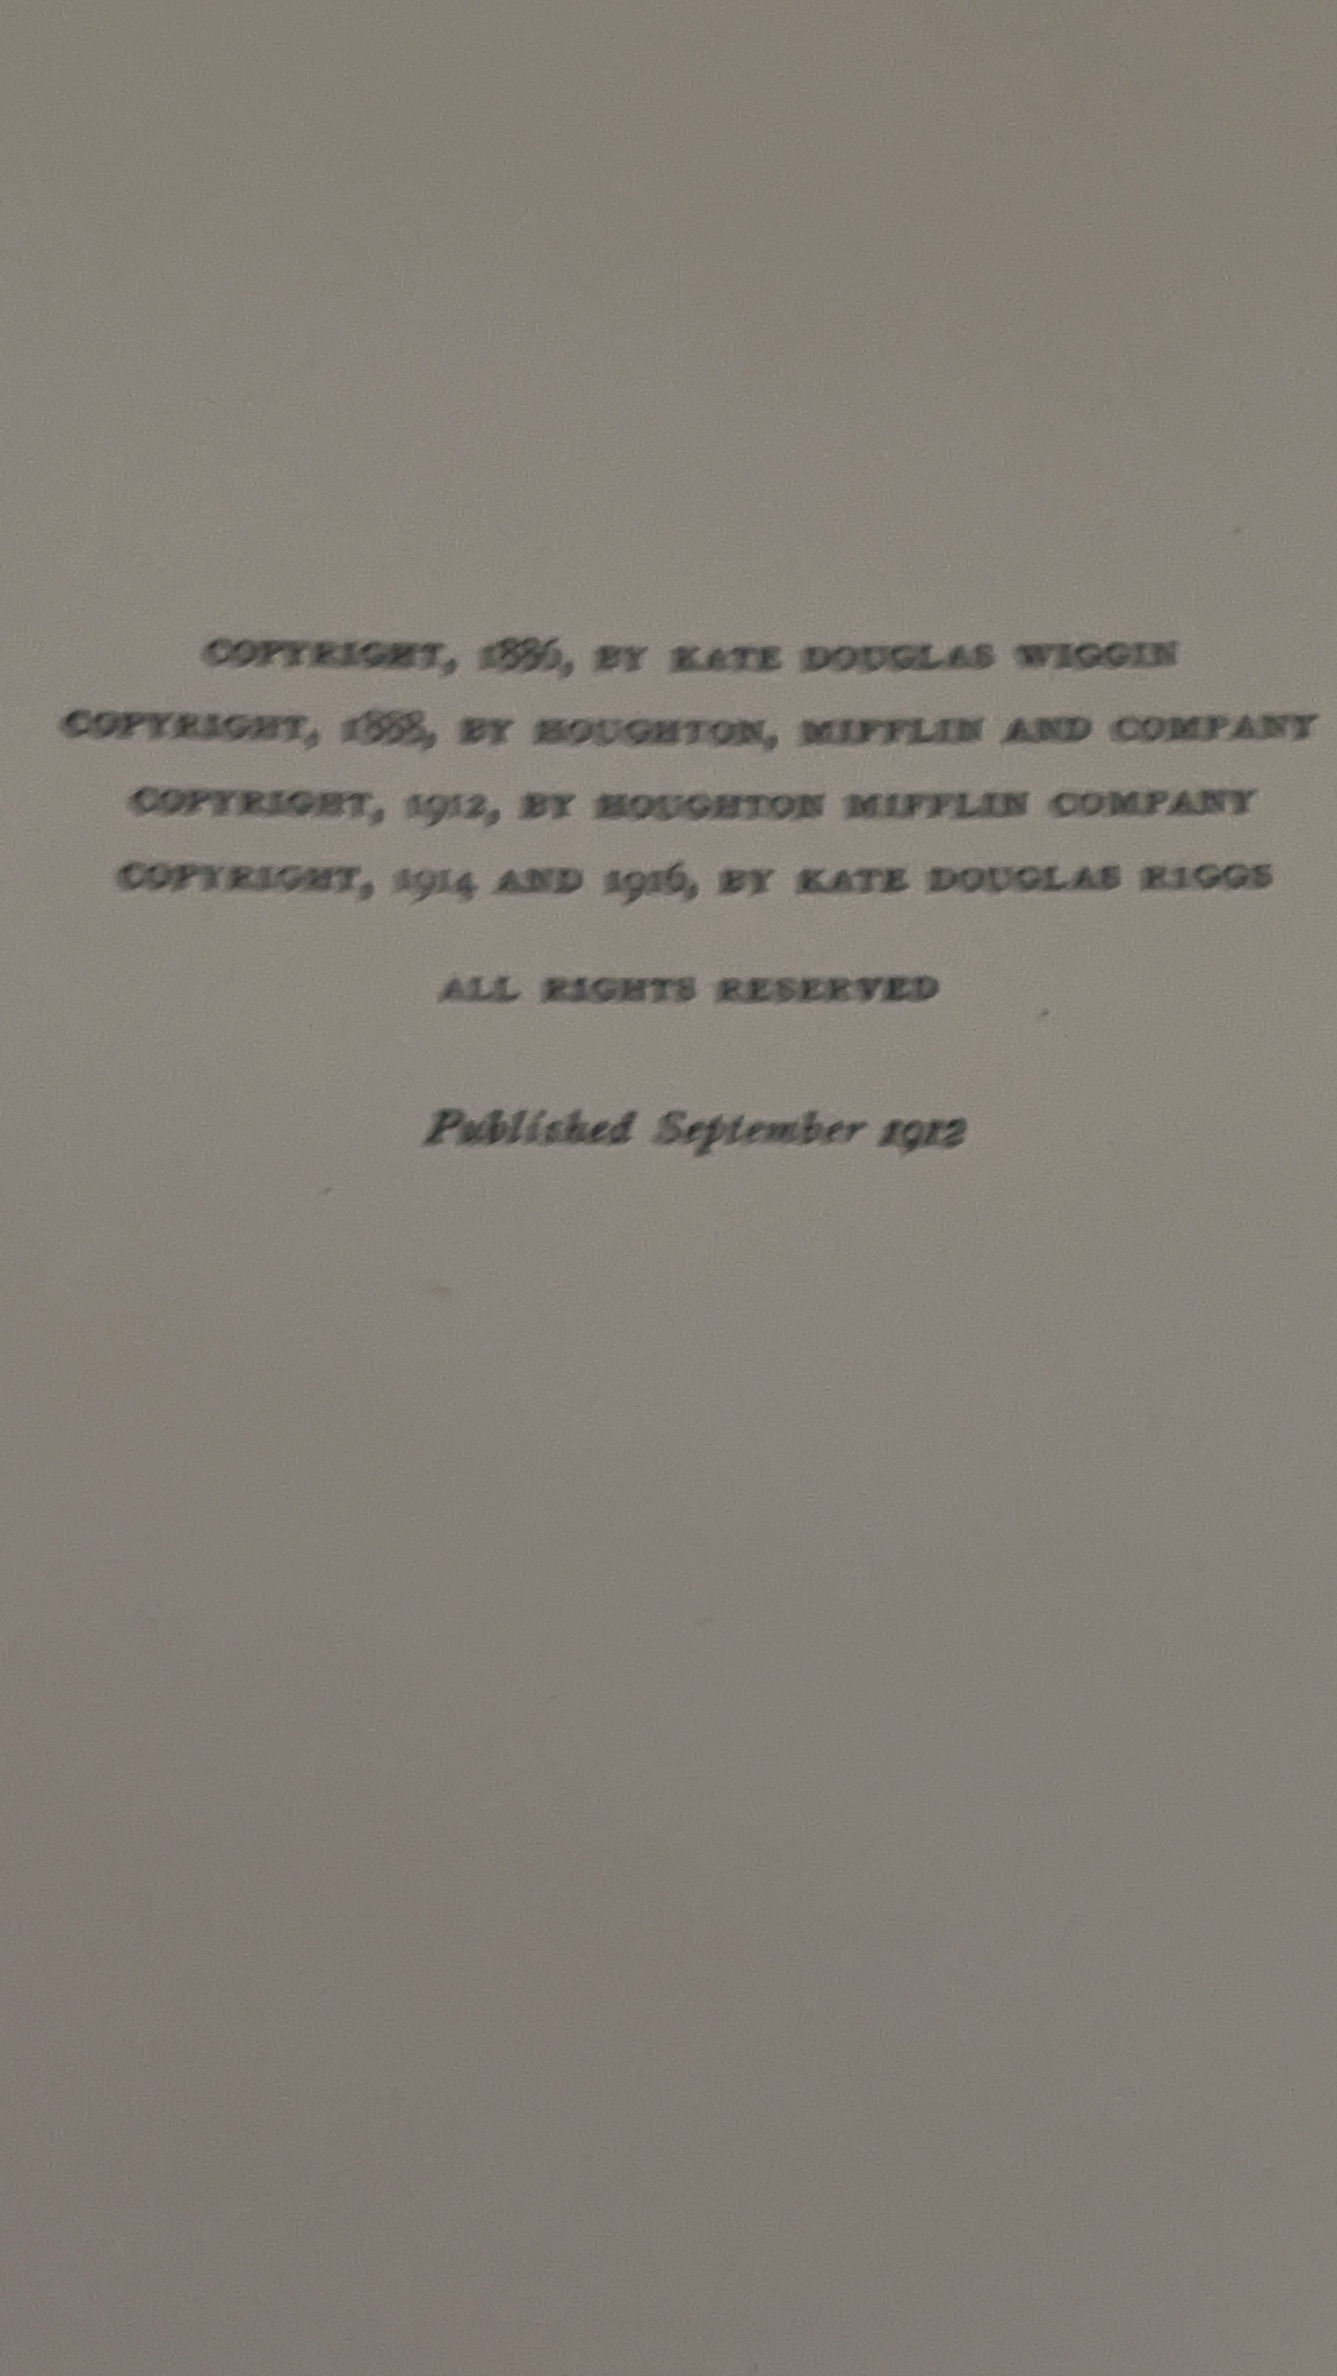 COPYRIGHT, 1886, BY KATE DOUGLAS WIGGIN
COPYRIGHT, 1888, BY HOUGHTON, MIFFLIN AND COMPANY
COPYRIGHT, 1912, BY HOUGHTON MIFFLIN COMPANY
COPYRIGHT, 1914 AND 1916, BY KATE DOUGLAS RIGGS
ALL RIGHTS RESERVED
Published September 1912